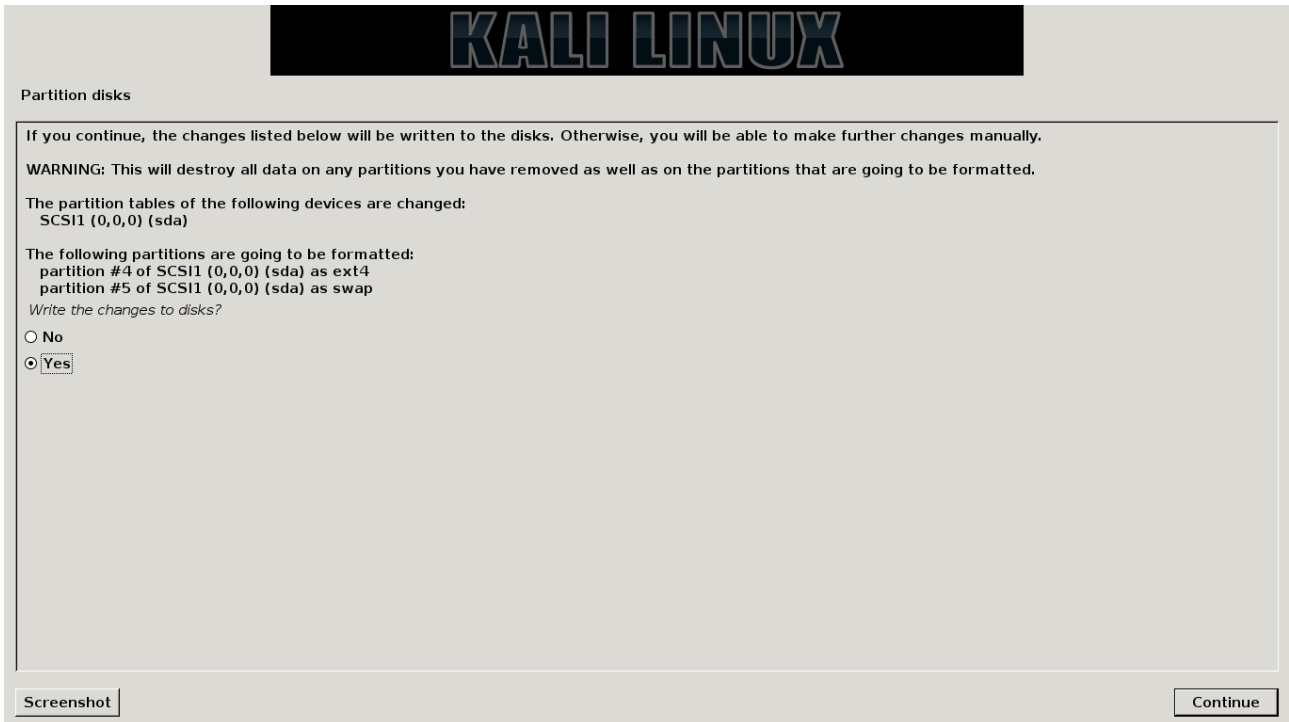 KALI LINUX
Partition disks
If you continue, the changes listed below will be written to the disks. Otherwise, you will be able to make further changes manually.
WARNING: This will destroy all data on any partitions you have removed as well as on the partitions that are going to be formatted.
The partition tables of the following devices are changed:
SCSI1 (0,0,0) (sda)
The following partitions are going to be formatted:
partition #4 of SCSI1 (0,0,0) (sda) as ext4
partition #5 of SCSI1 (0,0,0) (sda) as swap
Write the changes to disks?
No
Yes
Screenshot
Continue